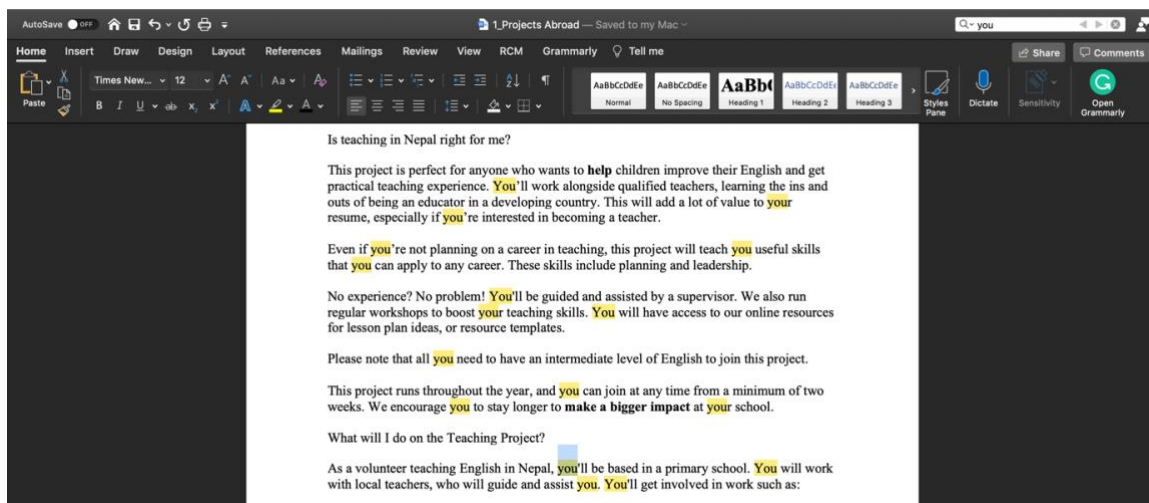 AutoSave OFF 1_Projects Abroad — Saved to my Mac you
Home Insert Draw Design Layout References Mailings Review View RCM Grammarly Tell me Share Comments
Paste Times New... 12 A A Aa A AaBbCcDdEe AaBbCcDdEe AaBb( AaBbCcDdEe AaBbCcDdEe
B I U ab x, x² A A Normal No Spacing Heading 1 Heading 2 Heading 3 Styles Pane Dictate Sensitivity Open Grammarly
Is teaching in Nepal right for me?
This project is perfect for anyone who wants to help children improve their English and get
practical teaching experience. You’ll work alongside qualified teachers, learning the ins and
outs of being an educator in a developing country. This will add a lot of value to your
resume, especially if you’re interested in becoming a teacher.
Even if you’re not planning on a career in teaching, this project will teach you useful skills
that you can apply to any career. These skills include planning and leadership.
No experience? No problem! You'll be guided and assisted by a supervisor. We also run
regular workshops to boost your teaching skills. You will have access to our online resources
for lesson plan ideas, or resource templates.
Please note that all you need to have an intermediate level of English to join this project.
This project runs throughout the year, and you can join at any time from a minimum of two
weeks. We encourage you to stay longer to make a bigger impact at your school.
What will I do on the Teaching Project?
As a volunteer teaching English in Nepal, you'll be based in a primary school. You will work
with local teachers, who will guide and assist you. You'll get involved in work such as: